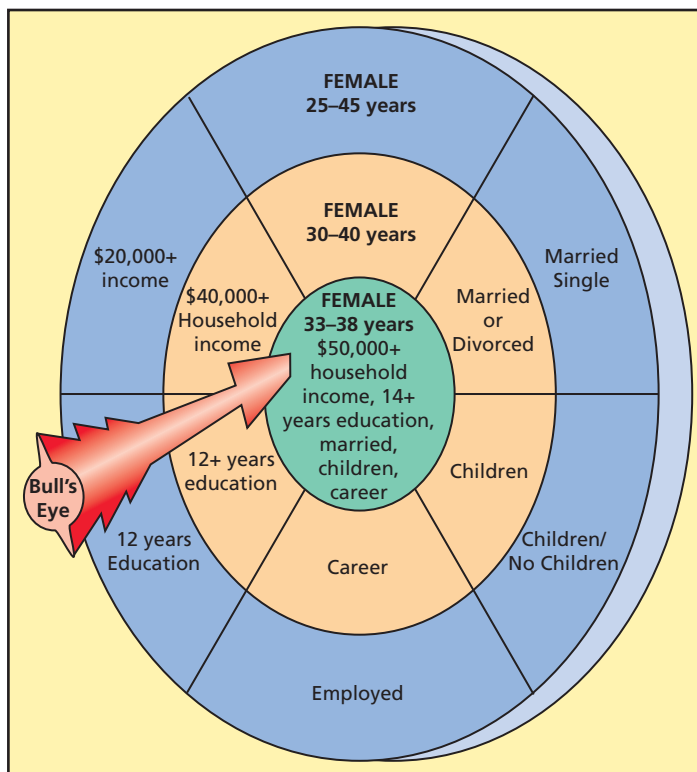 FEMALE
25–45 years
FEMALE
30–40 years
$20,000+
income
$40,000+
Household
income
FEMALE
33–38 years
$50,000+
household
income, 14+
years education,
married,
children,
career
Married
or
Divorced
Married
Single
Bull's
Eye
12+ years
education
12 years
Education
Children
Children/
No Children
Career
Employed